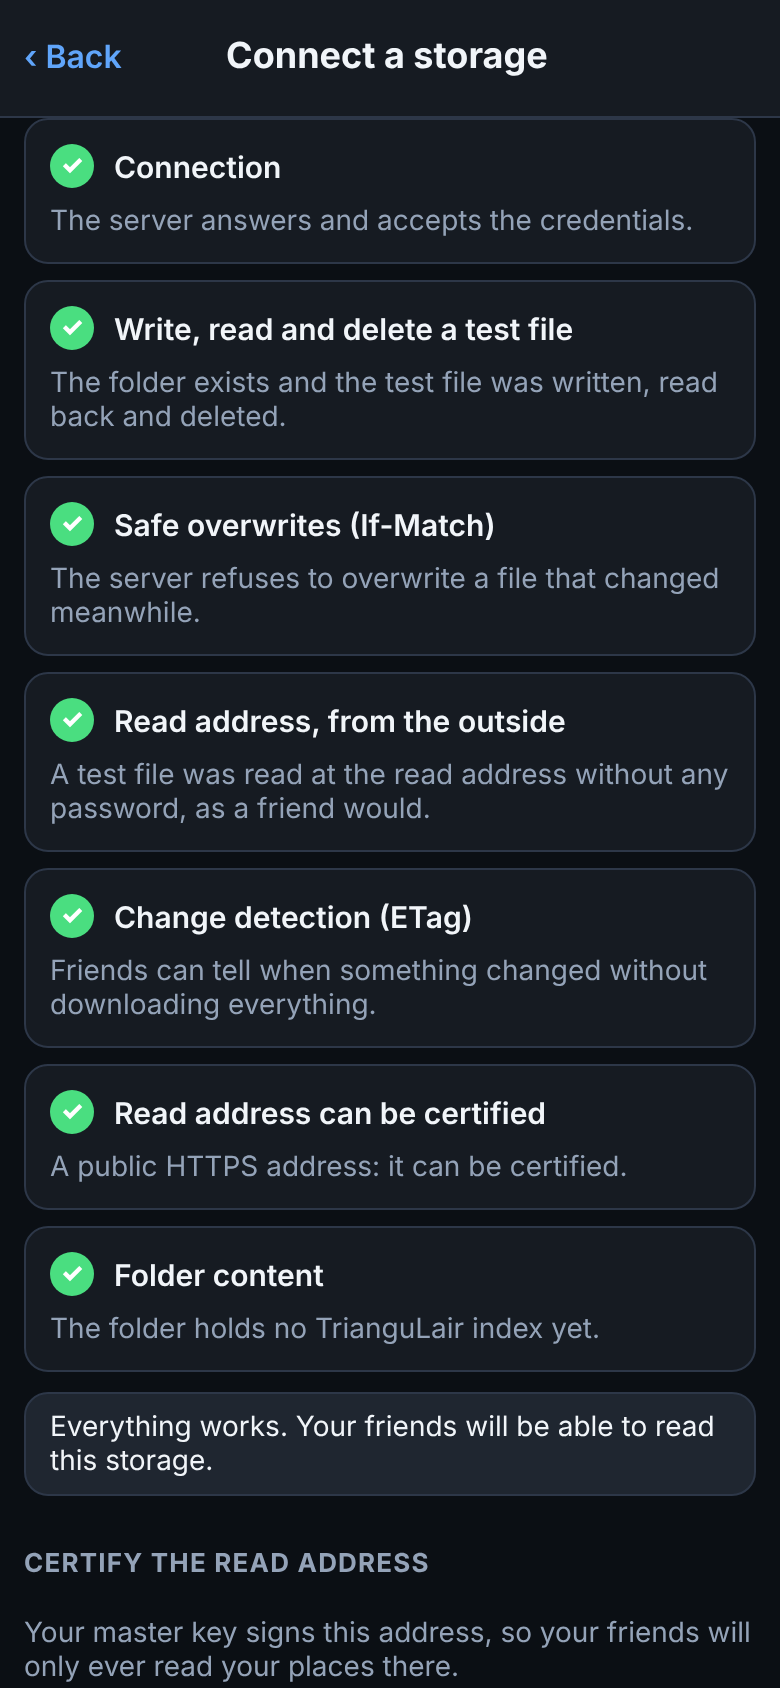 ‹ Back
Connect a storage
Connection
The server answers and accepts the credentials.
Write, read and delete a test file
The folder exists and the test file was written, read
back and deleted.
Safe overwrites (If-Match)
The server refuses to overwrite a file that changed
meanwhile.
Read address, from the outside
A test file was read at the read address without any
password, as a friend would.
Change detection (ETag)
Friends can tell when something changed without
downloading everything.
Read address can be certified
A public HTTPS address: it can be certified.
Folder content
The folder holds no TrianguLair index yet.
Everything works. Your friends will be able to read
this storage.
CERTIFY THE READ ADDRESS
Your master key signs this address, so your friends will
only ever read your places there.